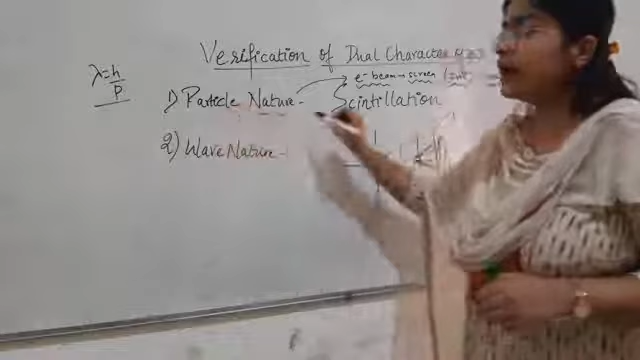 Verification of Dual Character
λ=h/p
e⁻ beam → screen
1) Particle Nature - Scintillation
2) Wave Nature -